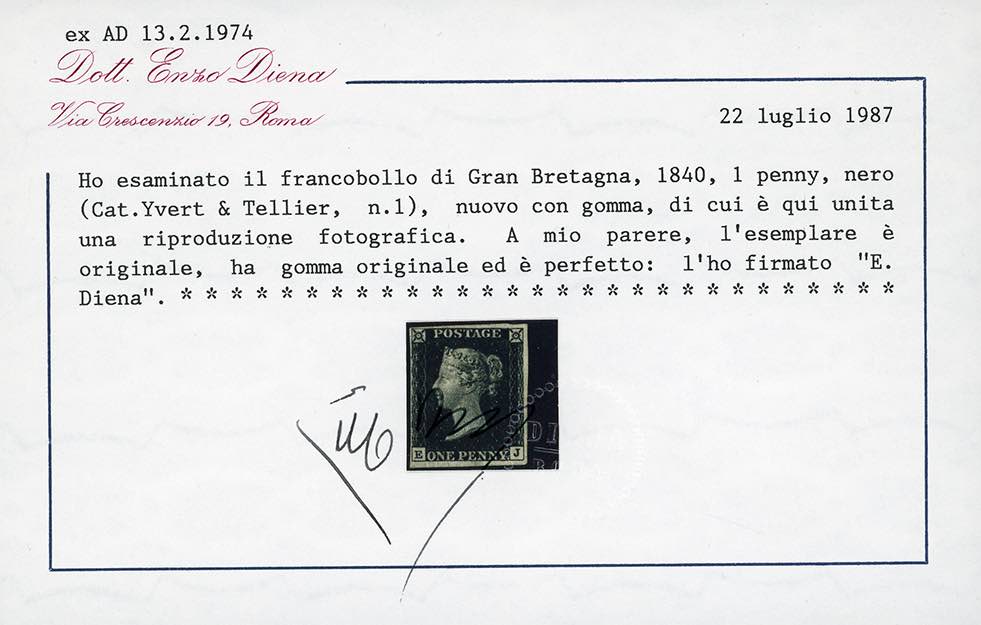 ex AD 13.2.1974
Dott. Enzo Diena
Via Crescenzio 19, Roma
22 luglio 1987
Ho esaminato il francobollo di Gran Bretagna, 1840, 1 penny, nero
(Cat.Yvert & Tellier, n.1), nuovo con gomma, di cui è qui unita
una riproduzione fotografica. A mio parere, l'esemplare è
originale, ha gomma originale ed è perfetto: l'ho firmato "E.
Diena". * * * * * * * * * * * * * * * * * * * * * * * * * * * * *
POSTAGE
E ONE PENNY J